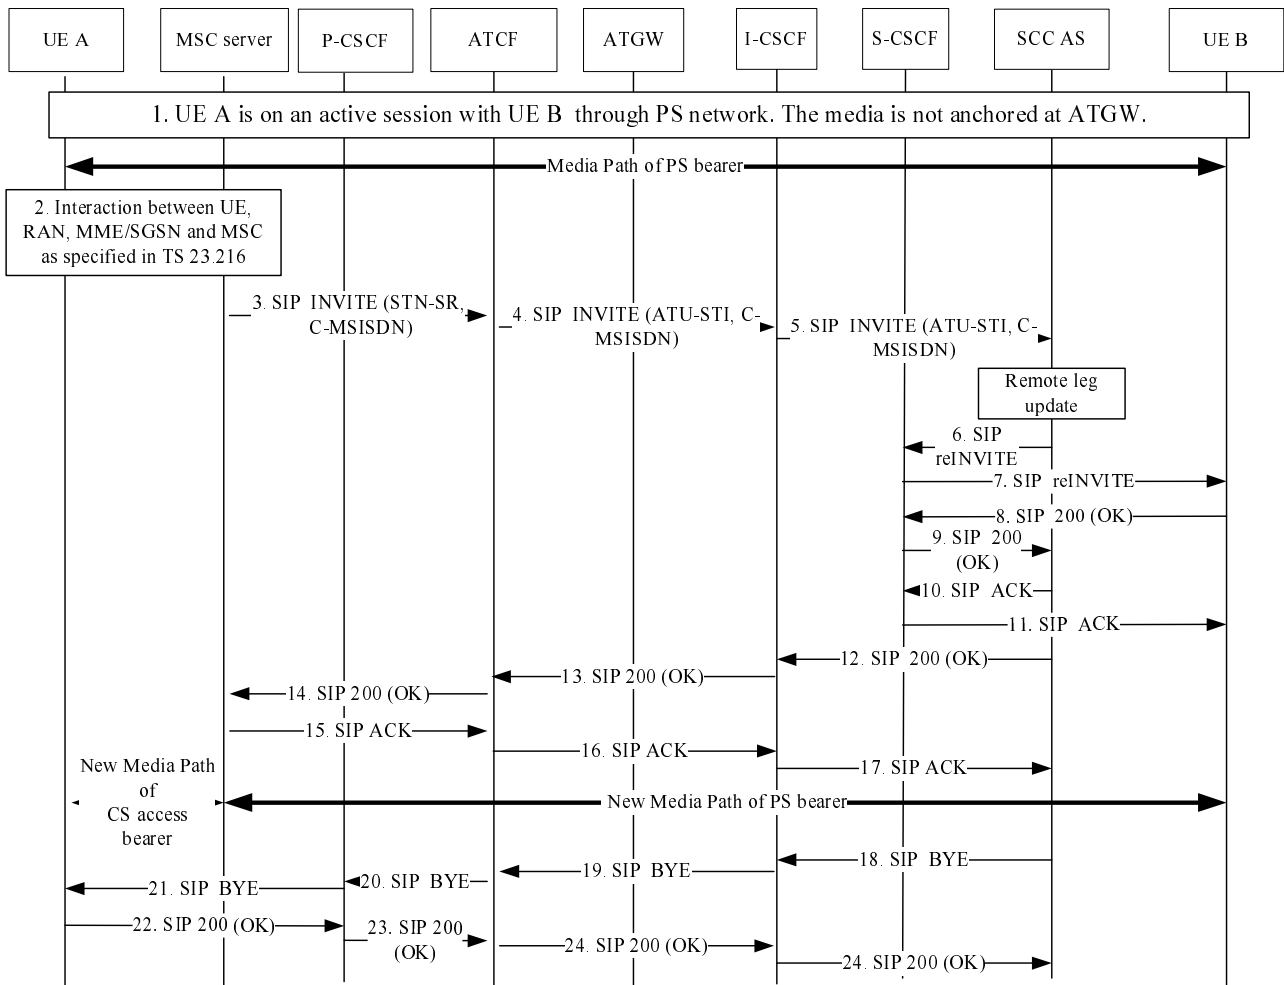 UE A
MSC server
P-CSCF
ATCF
ATGW
I-CSCF
S-CSCF
SCC AS
UE B
1. UE A is on an active session with UE B through PS network. The media is not anchored at ATGW.
Media Path of PS bearer
2. Interaction between UE,
RAN, MME/SGSN and MSC
as specified in TS 23.216
3. SIP INVITE (STN-SR,
C-MSISDN)
4. SIP INVITE (ATU-STI, C-
MSISDN)
5. SIP INVITE (ATU-STI, C-
MSISDN)
Remote leg
update
6. SIP
reINVITE
7. SIP reINVITE
8. SIP 200 (OK)
9. SIP 200
(OK)
10. SIP ACK
11. SIP ACK
12. SIP 200 (OK)
13. SIP 200 (OK)
14. SIP 200 (OK)
15. SIP ACK
16. SIP ACK
17. SIP ACK
New Media Path
of
CS access
bearer
New Media Path of PS bearer
18. SIP BYE
19. SIP BYE
20. SIP BYE
21. SIP BYE
22. SIP 200 (OK)
23. SIP 200
(OK)
24. SIP 200 (OK)
24. SIP 200 (OK)